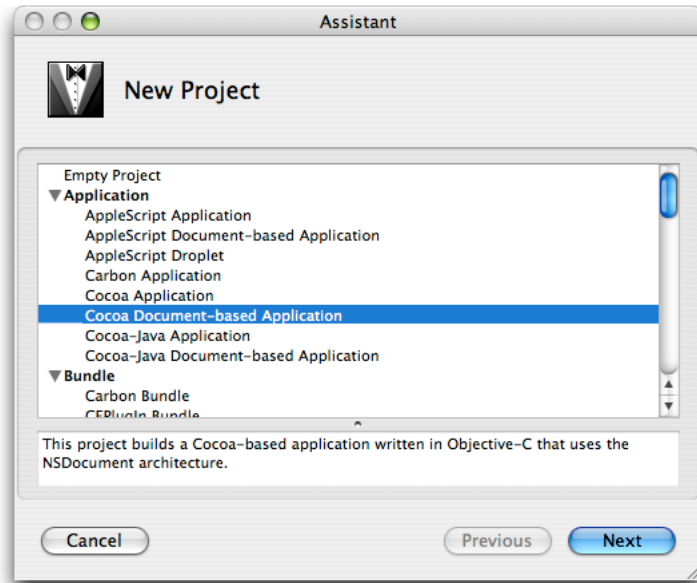 Assistant
New Project
Empty Project
Application
AppleScript Application
AppleScript Document-based Application
AppleScript Droplet
Carbon Application
Cocoa Application
Cocoa Document-based Application
Cocoa-Java Application
Cocoa-Java Document-based Application
Bundle
Carbon Bundle
CFPlugIn Bundle
This project builds a Cocoa-based application written in Objective-C that uses the
NSDocument architecture.
Cancel
Previous
Next